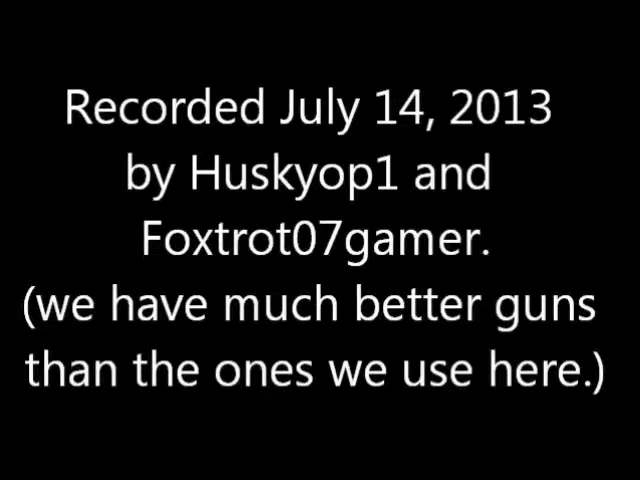 Recorded July 14, 2013
by Huskyop1 and
Foxtrot07gamer.
(we have much better guns
than the ones we use here.)